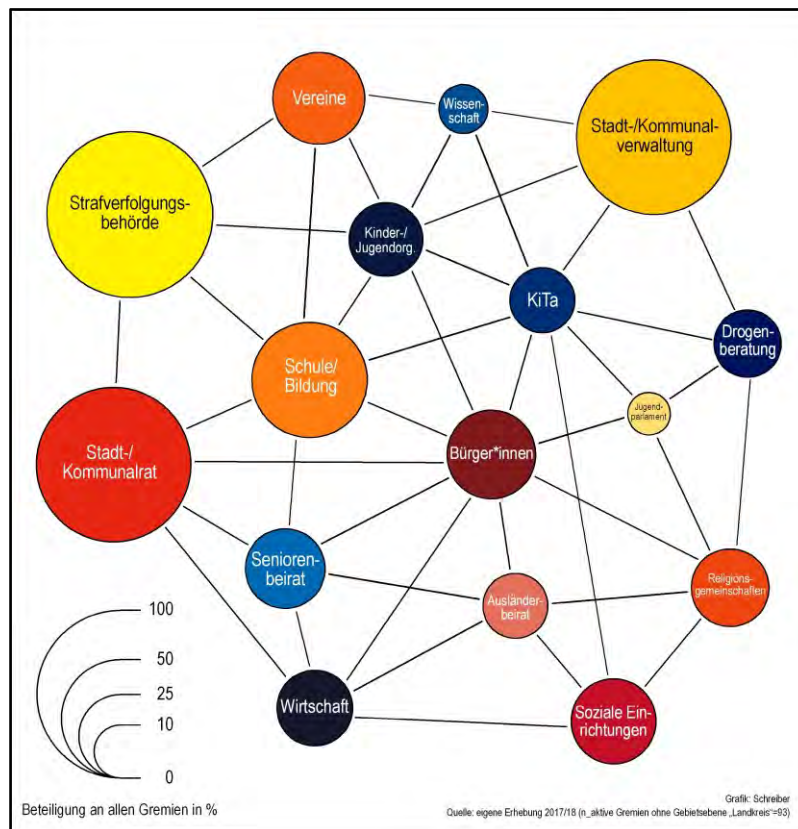 Vereine
Wissen-
schaft
Stadt-/Kommunal-
verwaltung
Strafverfolgungs-
behörde
Kinder-/
Jugendorg.
KiTa
Drogen-
beratung
Schule/
Bildung
Jugend-
parlament
Stadt-/
Kommunalrat
Bürger*innen
Senioren-
beirat
Ausländer-
beirat
Religions-
gemeinschaften
Wirtschaft
Soziale Ein-
richtungen
100
50
25
10
0
Beteiligung an allen Gremien in %
Grafik: Schreiber
Quelle: eigene Erhebung 2017/18 (n_aktive Gremien ohne Gebietsebene „Landkreis“=93)